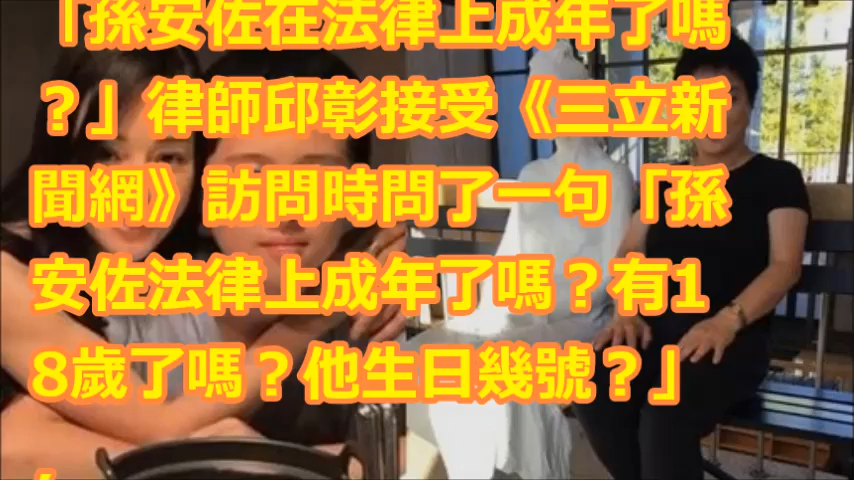 「孫安佐在法律上成年了嗎
？」律師邱彰接受《三立新
聞網》訪問時問了一句「孫
安佐法律上成年了嗎？有1
8歲了嗎？他生日幾號？」
，